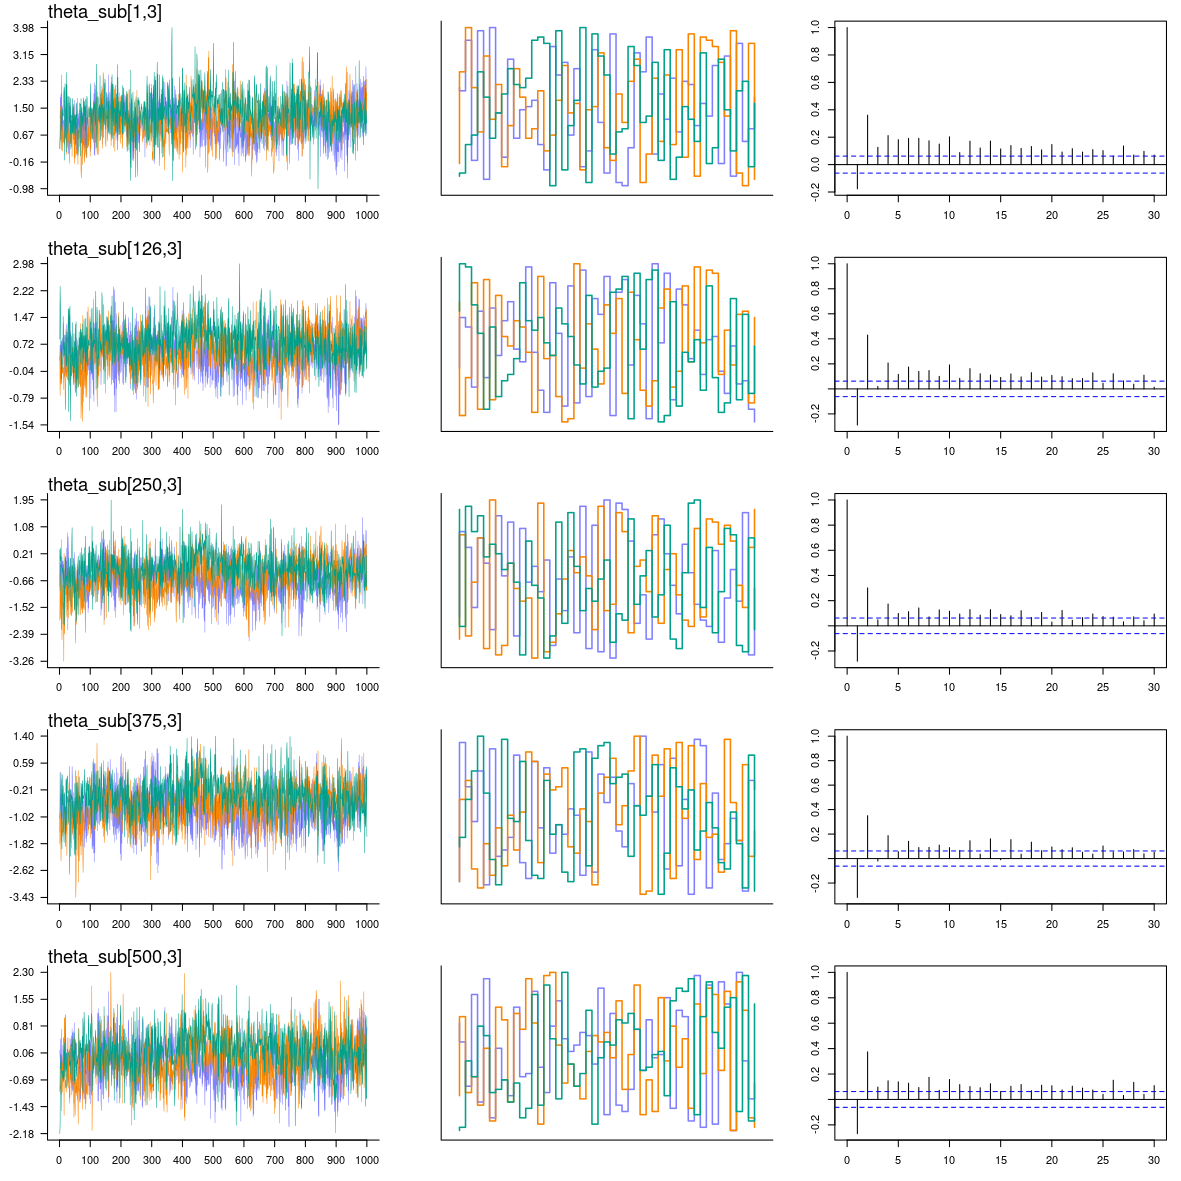 theta_sub[1,3]
3.98
3.15
2.33
1.50
0.67
-0.16
-0.98
0 100 200 300 400 500 600 700 800 900 1000
-0.2 0.0 0.2 0.4 0.6 0.8 1.0
0 5 10 15 20 25 30
theta_sub[126,3]
2.98
2.22
1.47
0.72
-0.04
-0.79
-1.54
0 100 200 300 400 500 600 700 800 900 1000
-0.2 0.2 0.4 0.6 0.8 1.0
0 5 10 15 20 25 30
theta_sub[250,3]
1.95
1.08
0.21
-0.66
-1.52
-2.39
-3.26
0 100 200 300 400 500 600 700 800 900 1000
-0.2 0.2 0.4 0.6 0.8 1.0
0 5 10 15 20 25 30
theta_sub[375,3]
1.40
0.59
-0.21
-1.02
-1.82
-2.62
-3.43
0 100 200 300 400 500 600 700 800 900 1000
-0.2 0.2 0.4 0.6 0.8 1.0
0 5 10 15 20 25 30
theta_sub[500,3]
2.30
1.55
0.81
0.06
-0.69
-1.43
-2.18
0 100 200 300 400 500 600 700 800 900 1000
-0.2 0.2 0.4 0.6 0.8 1.0
0 5 10 15 20 25 30